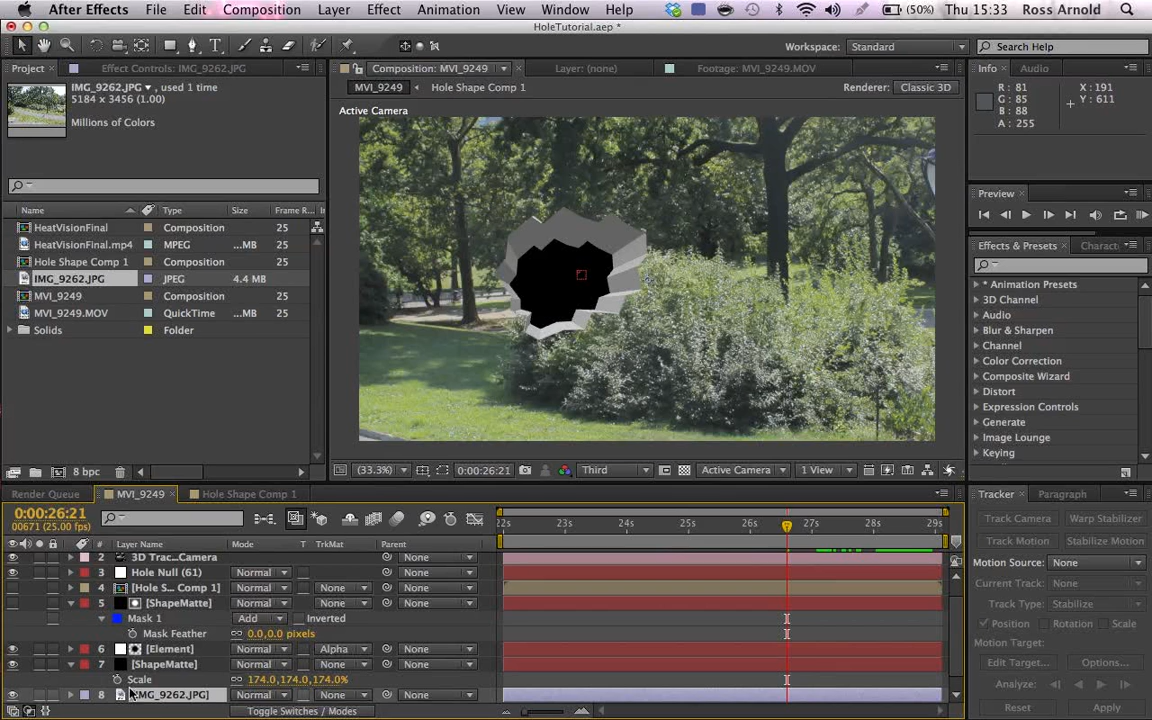 After Effects File Edit Composition Layer Effect Animation View Window Help (50%) Thu 15:33 Ross Arnold
HoleTutorial.aep *
Workspace: Standard Search Help
Project Effect Controls: IMG_9262.JPG Composition: MVI_9249 Layer: (none) Footage: MVI_9249.MOV Info Audio
IMG_9262.JPG ▾ , used 1 time
5184 x 3456 (1.00)
Millions of Colors
MVI_9249 Hole Shape Comp 1 Renderer: Classic 3D
Active Camera
R : 81
G : 85
B : 88
A : 255
X : 191
Y : 611
Preview
Effects & Presets Charact
* Animation Presets
3D Channel
Audio
Blur & Sharpen
Channel
Color Correction
Composite Wizard
Distort
Expression Controls
Generate
Image Lounge
Keying
Name Type Size Frame R...
HeatVisionFinal Composition 25
HeatVisionFinal.mp4 MPEG ...MB 25
Hole Shape Comp 1 Composition 25
IMG_9262.JPG JPEG 4.4 MB
MVI_9249 Composition 25
MVI_9249.MOV QuickTime ...MB 25
Solids Folder
8 bpc
(33.3%) 0:00:26:21 Third Active Camera 1 View
Render Queue MVI_9249 Hole Shape Comp 1
0:00:26:21
00671 (25.00 fps)
22s 23s 24s 25s 26s 27s 28s 29s
# Layer Name Mode T TrkMat Parent
2 3D Trac...Camera None
3 Hole Null (61) Normal None None
4 [Hole S... Comp 1] Normal None None
5 [ShapeMatte] Normal None None
Mask 1 Add Inverted
Mask Feather 0.0,0.0 pixels
6 [Element] Normal Alpha None
7 [ShapeMatte] Normal None None
Scale 174.0,174.0,174.0%
8 [IMG_9262.JPG] Normal None None
Toggle Switches / Modes
Tracker Paragraph
Track Camera Warp Stabilizer
Track Motion Stabilize Motion
Motion Source: None
Current Track: None
Track Type: Stabilize
Position Rotation Scale
Motion Target:
Edit Target... Options...
Analyze:
Reset Apply